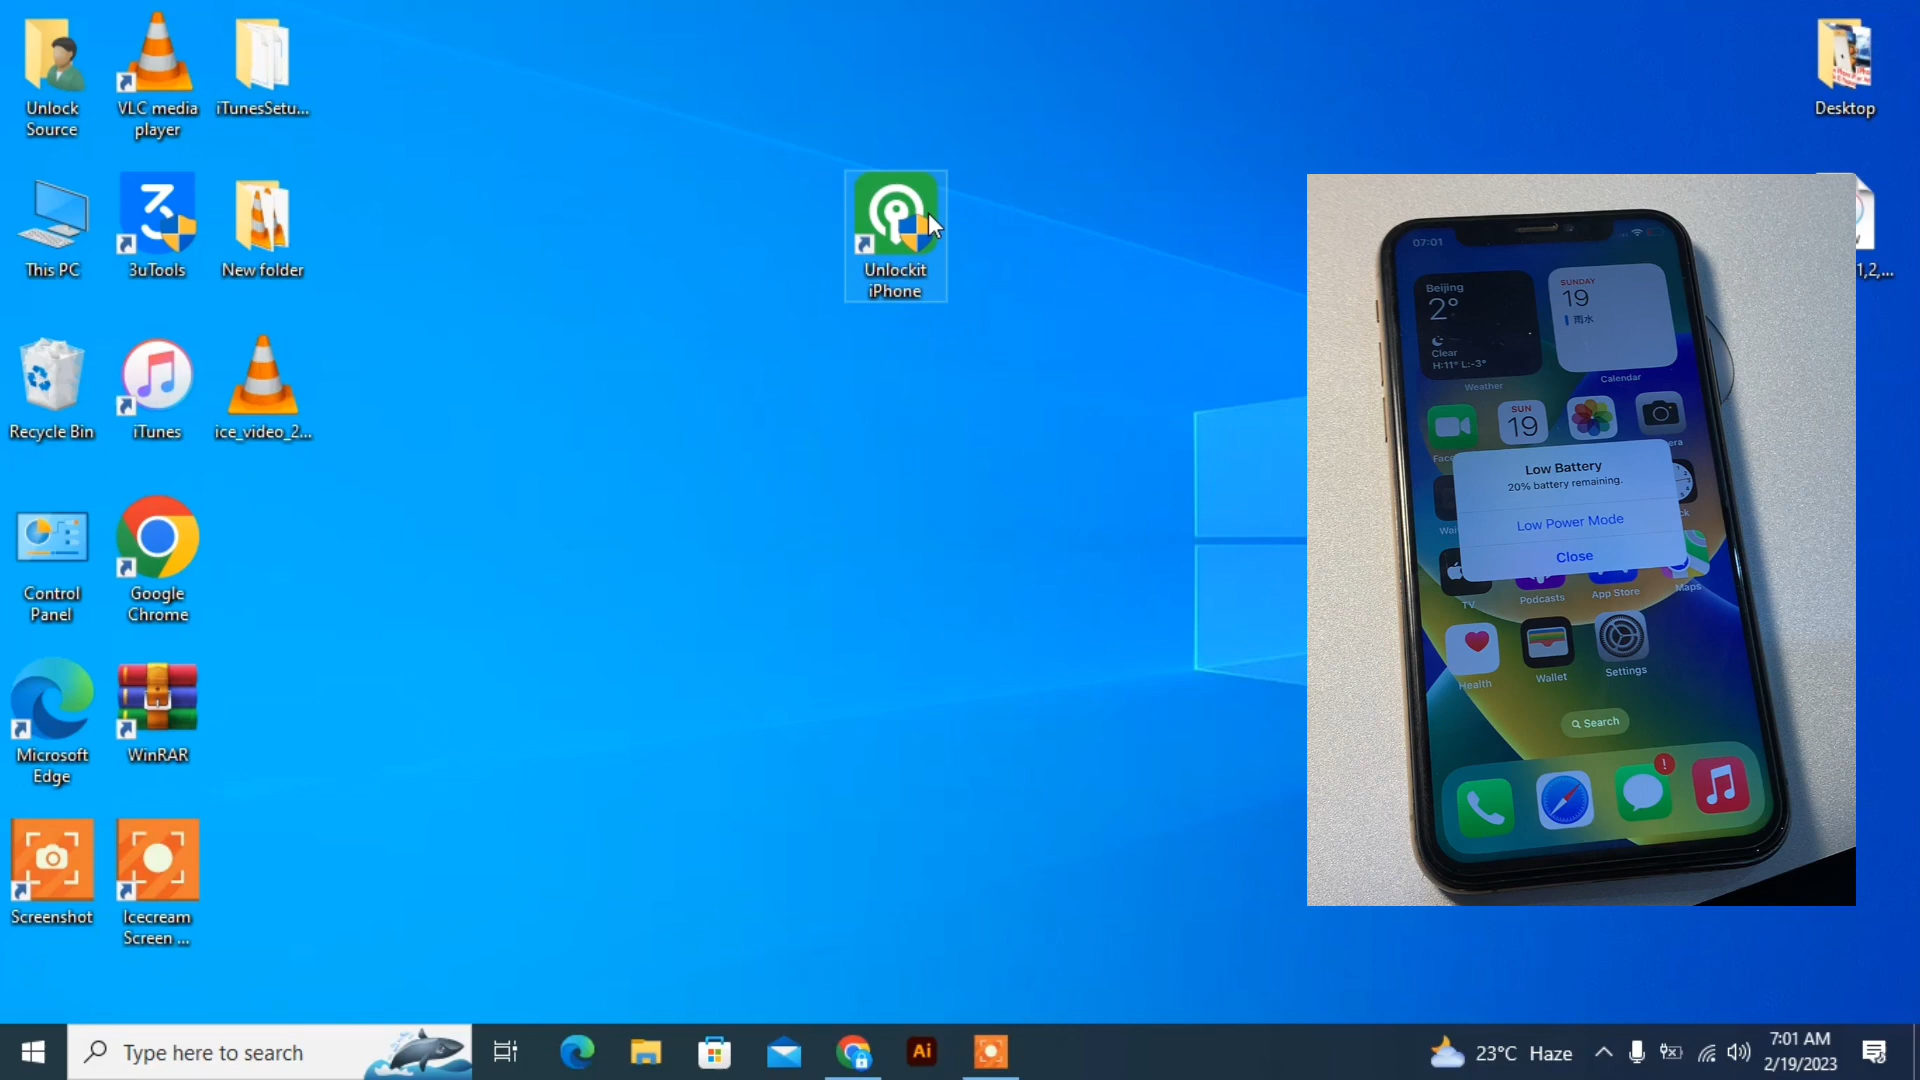 Unlock
Source
VLC media
player
iTunesSetu...
This PC
3uTools
New folder
Recycle Bin
iTunes
ice_video_2...
Control
Panel
Google
Chrome
Microsoft
Edge
WinRAR
Screenshot
Icecream
Screen ...
Unlockit
iPhone
Desktop
1,2,...
07:01
Beijing
2°
Clear
H:11° L:-3°
Weather
SUNDAY
19
雨水
Calendar
SUN
19
Low Battery
20% battery remaining.
Low Power Mode
Close
TV
Podcasts
App Store
Maps
Health
Wallet
Settings
Search
!
Type here to search
Ai
23°C Haze
7:01 AM
2/19/2023